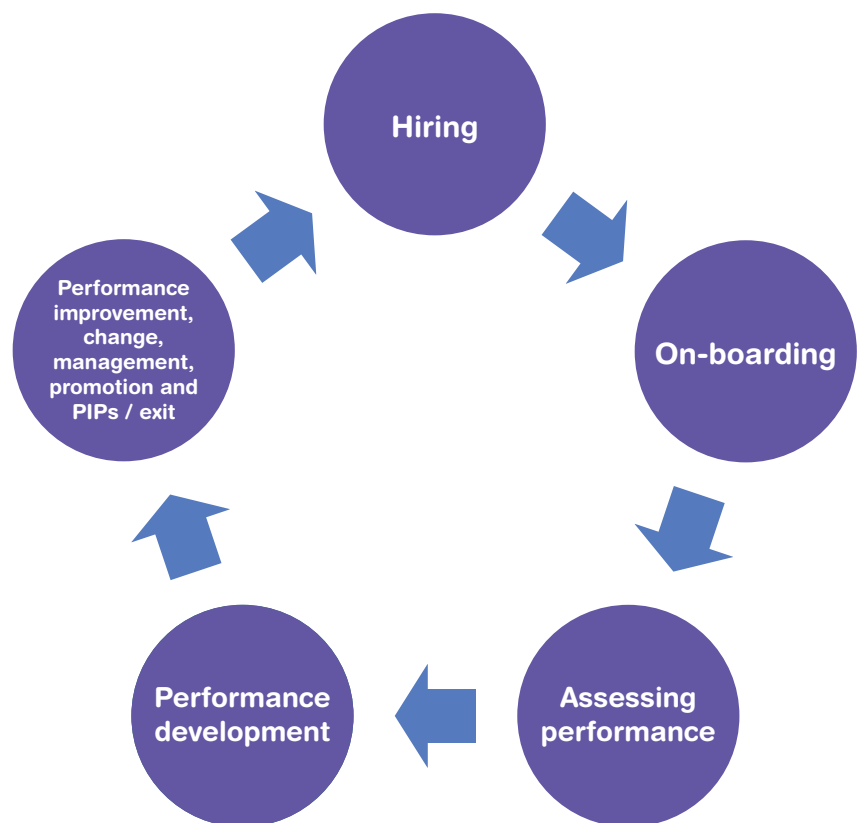 Hiring
On-boarding
Assessing
performance
Performance
development
Performance
improvement,
change,
management,
promotion and
PIPs / exit